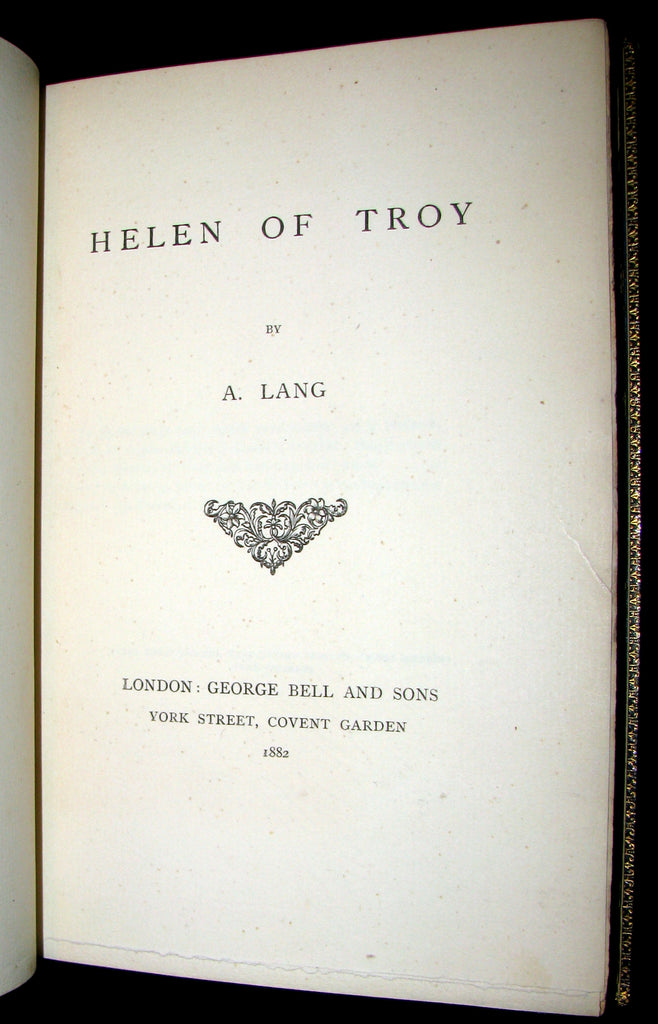 HELEN OF TROY
BY
A. LANG
LONDON: GEORGE BELL AND SONS
YORK STREET, COVENT GARDEN
1882